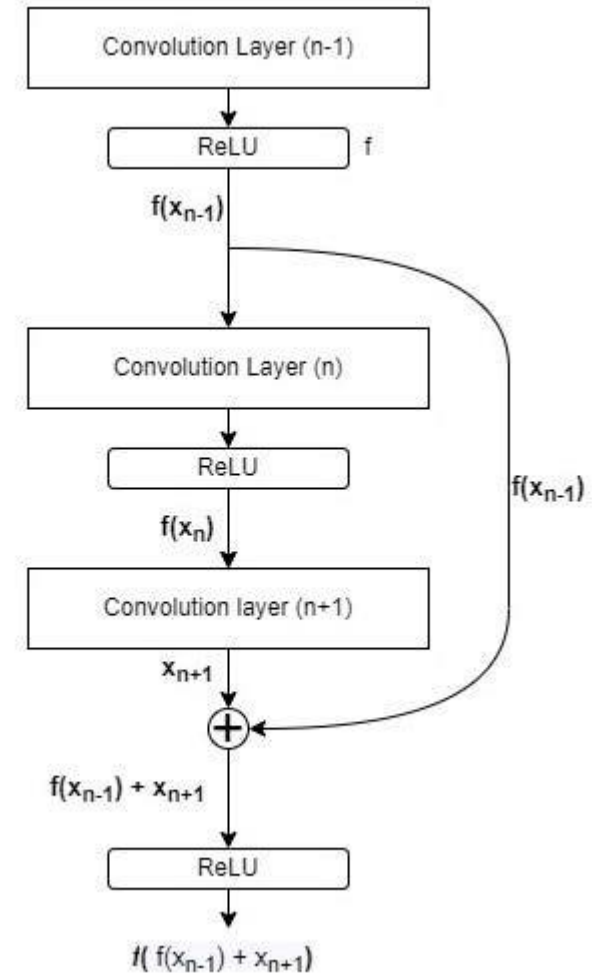 Convolution Layer (n-1)
ReLU
f
f(xn-1)
Convolution Layer (n)
ReLU
f(xn-1)
f(xn)
Convolution layer (n+1)
xn+1
f(xn-1) + xn+1
ReLU
f( f(xn-1) + xn+1)